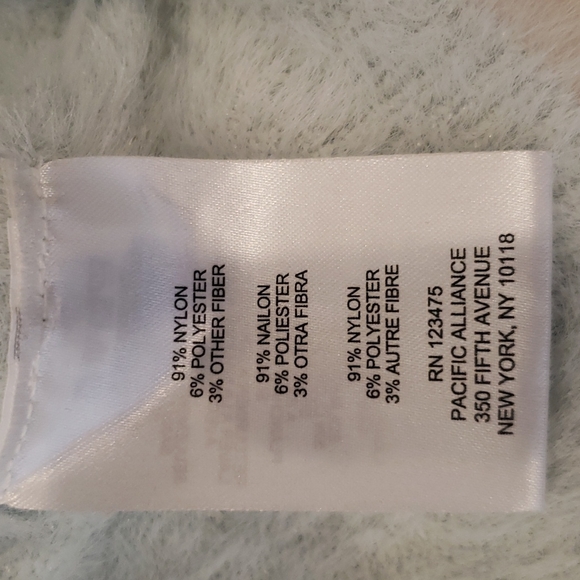 91% NYLON
6% POLYESTER
3% OTHER FIBER
91% NAILON
6% POLIESTER
3% OTRA FIBRA
91% NYLON
6% POLYESTER
3% AUTRE FIBRE
RN 123475
PACIFIC ALLIANCE
350 FIFTH AVENUE
NEW YORK, NY 10118